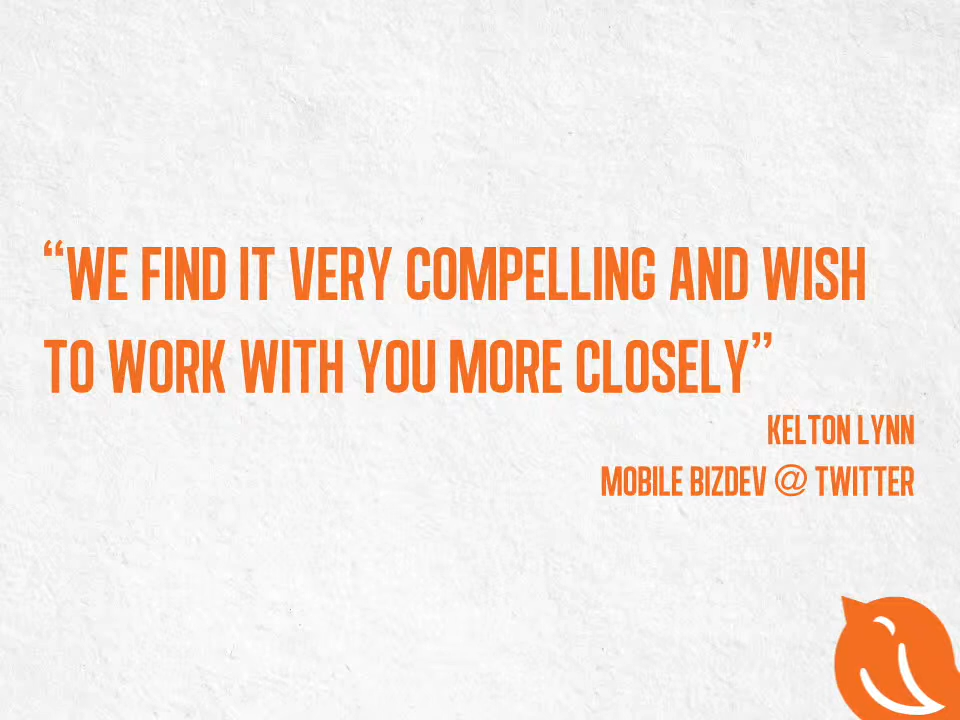 “WE FIND IT VERY COMPELLING AND WISH
TO WORK WITH YOU MORE CLOSELY”
KELTON LYNN
MOBILE BIZDEV @ TWITTER